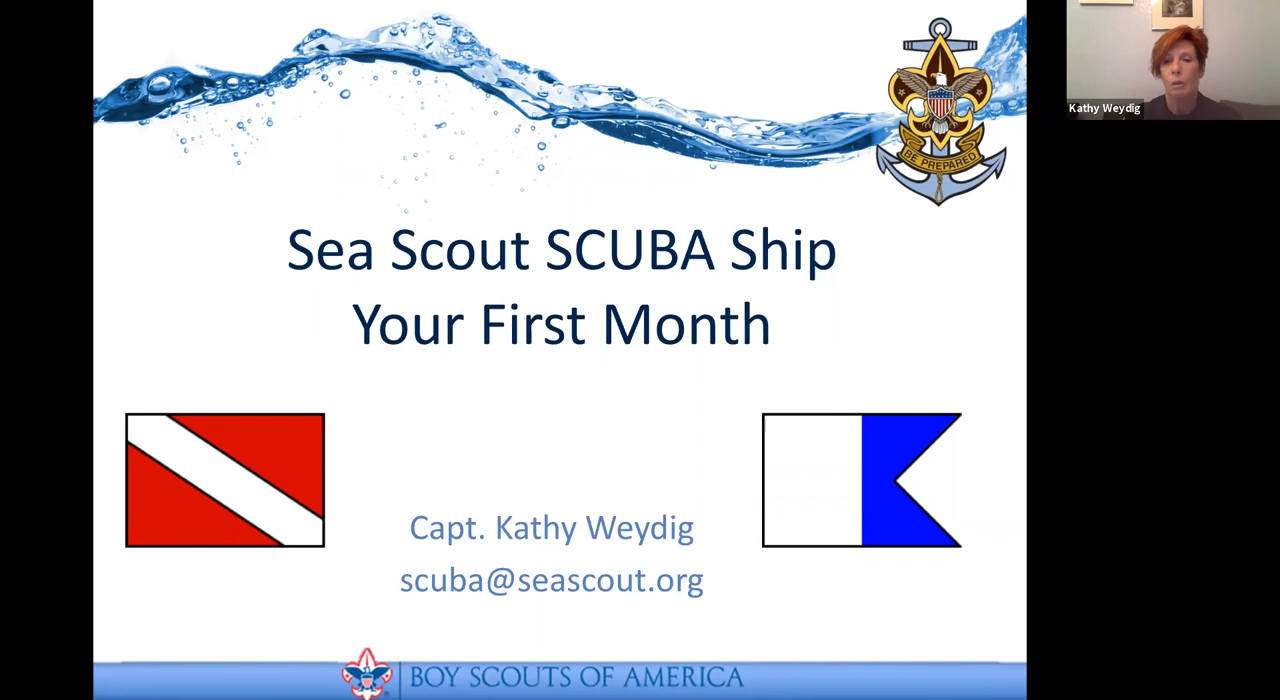 Kathy Weydig
BE PREPARED
Sea Scout SCUBA Ship
Your First Month
Capt. Kathy Weydig
scuba@seascout.org
BOY SCOUTS OF AMERICA